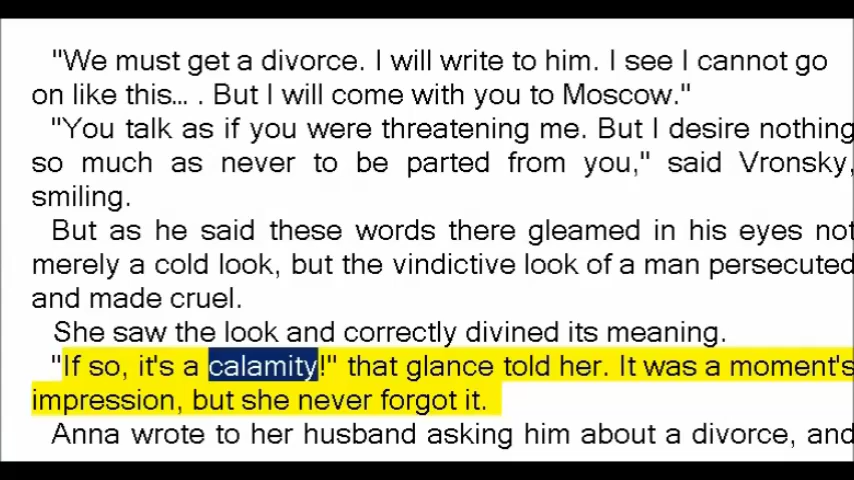 "We must get a divorce. I will write to him. I see I cannot go
on like this... . But I will come with you to Moscow."
"You talk as if you were threatening me. But I desire nothing
so much as never to be parted from you," said Vronsky,
smiling.
But as he said these words there gleamed in his eyes not
merely a cold look, but the vindictive look of a man persecuted
and made cruel.
She saw the look and correctly divined its meaning.
"If so, it's a calamity!" that glance told her. It was a moment's
impression, but she never forgot it.
Anna wrote to her husband asking him about a divorce, and